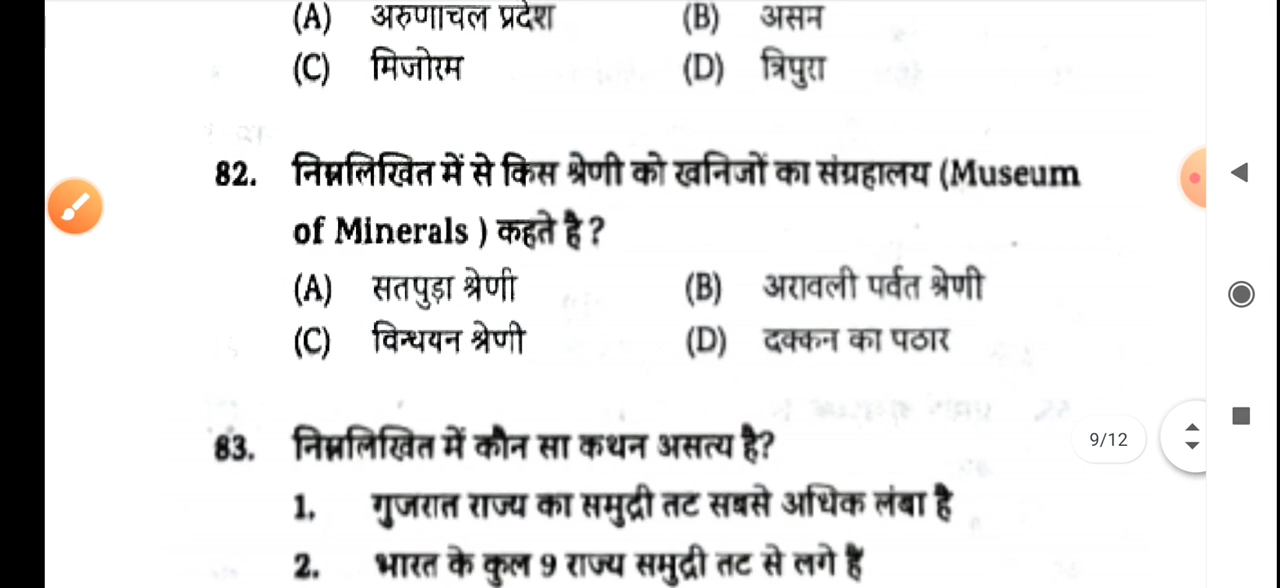 (A) अरुणाचल प्रदेश (B) असम
(C) मिजोरम (D) त्रिपुरा
82. निम्नलिखित में से किस श्रेणी को खनिजों का संग्रहालय (Museum
of Minerals ) कहते है ?
(A) सतपुड़ा श्रेणी (B) अरावली पर्वत श्रेणी
(C) विन्धयन श्रेणी (D) दक्कन का पठार
83. निम्नलिखित में कौन सा कथन असत्य है?
9/12
1. गुजरात राज्य का समुद्री तट सबसे अधिक लंबा है
2. भारत के कुल 9 राज्य समुद्री तट से लगे हैं